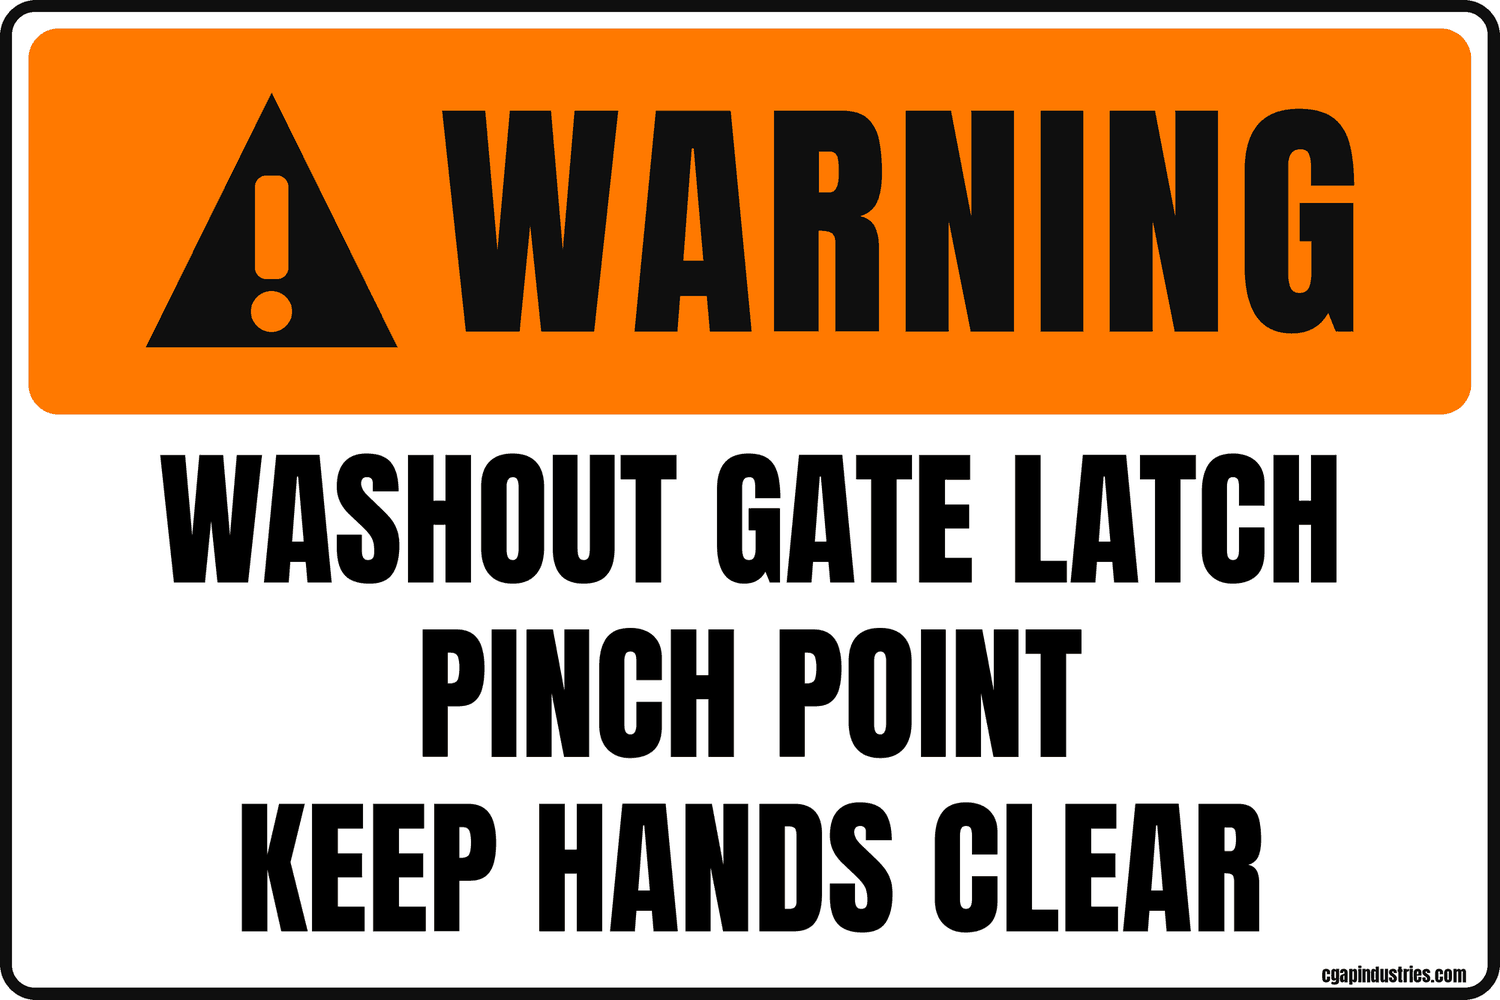 WARNING
WASHOUT GATE LATCH
PINCH POINT
KEEP HANDS CLEAR
cgapindustries.com